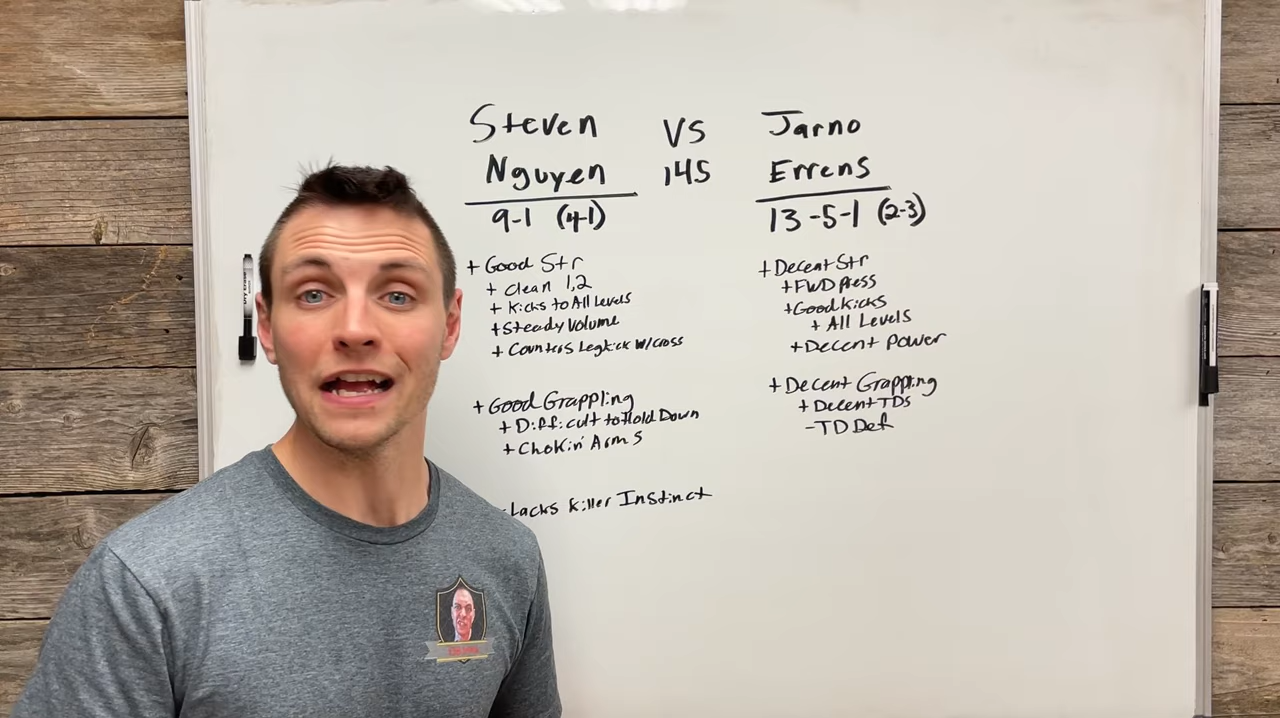 Steven
Nguyen
9-1 (4-1)
+ Good Str
+ Clean 1,2
+ Kicks to All Levels
+ Steady Volume
+ Counters Legkick w/cross
+ Good Grappling
+ Difficult to Hold Down
+ Chokin' Arms
Lacks Killer Instinct
VS
145
Jarno
Errens
13-5-1 (2-3)
+ Decent Str
+ FWD Press
+ Good Kicks
+ All Levels
+ Decent Power
+ Decent Grappling
+ Decent TDs
- TD Def